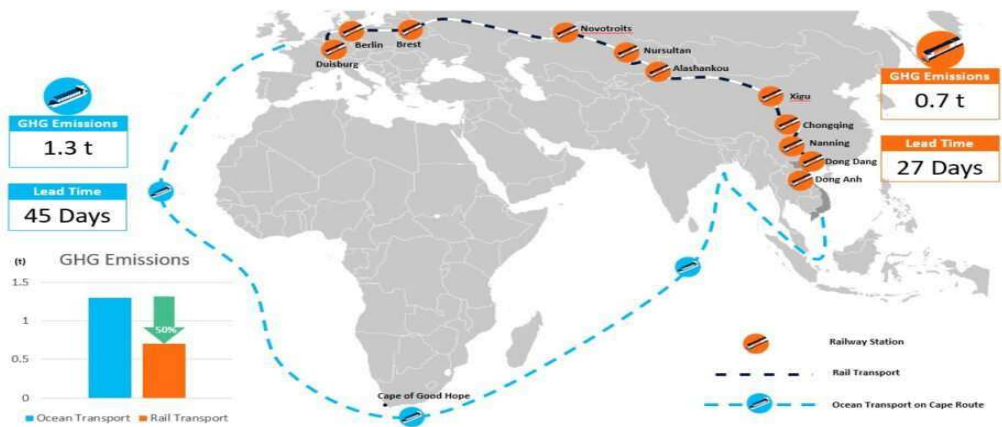 Novotroits
Berlin
Brest
Duisburg
Nursultan
Alashankou
Xigu
Chongqing
Nanning
Dong Dang
Dong Anh
GHG Emissions
1.3 t
Lead Time
45 Days
GHG Emissions
0.7 t
Lead Time
27 Days
(t)
GHG Emissions
1.5
1
0.5
0
50%
Ocean Transport
Rail Transport
Cape of Good Hope
Railway Station
Rail Transport
Ocean Transport on Cape Route